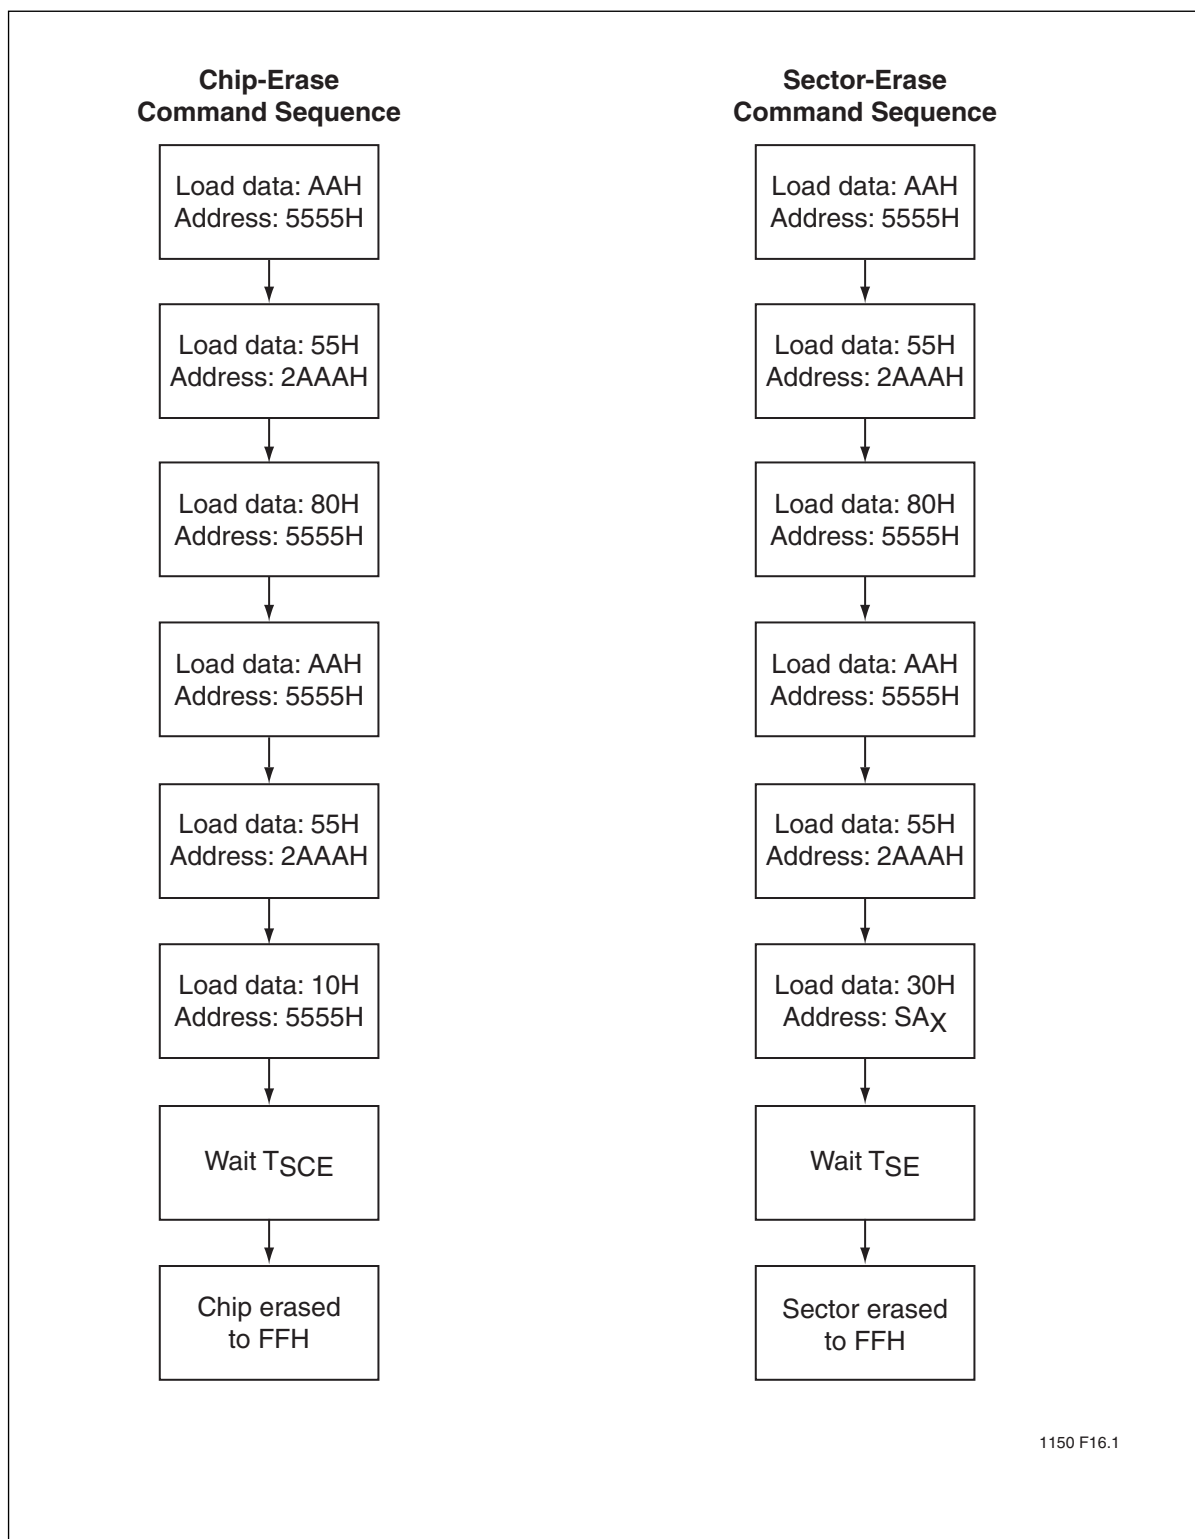 Chip-Erase
Command Sequence
Load data: AAH
Address: 5555H
Load data: 55H
Address: 2AAAH
Load data: 80H
Address: 5555H
Load data: AAH
Address: 5555H
Load data: 55H
Address: 2AAAH
Load data: 10H
Address: 5555H
Wait TSCE
Chip erased
to FFH
Sector-Erase
Command Sequence
Load data: AAH
Address: 5555H
Load data: 55H
Address: 2AAAH
Load data: 80H
Address: 5555H
Load data: AAH
Address: 5555H
Load data: 55H
Address: 2AAAH
Load data: 30H
Address: SAX
Wait TSE
Sector erased
to FFH
1150 F16.1